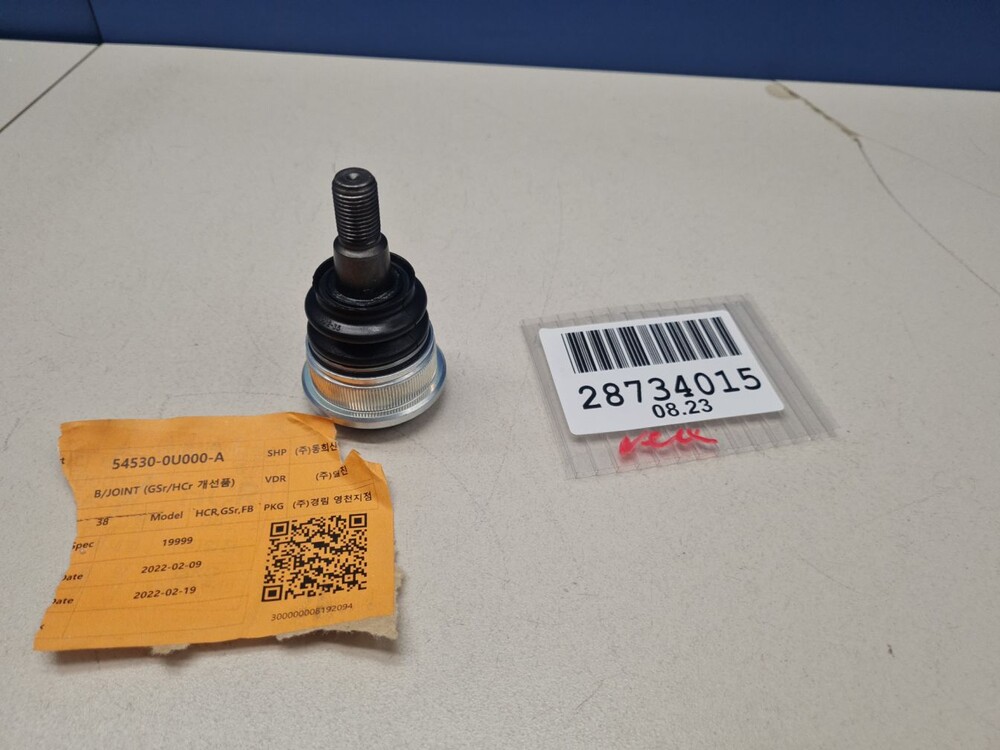 54530-0U000-A
SHP (주)동희산
B/JOINT (GSr/HCr 개선품)
VDR
38 Model HCR,GSr,FB
PKG (주)경림 영천지점
Spec 19999
Date 2022-02-09
Date 2022-02-19
300000008192094
28734015
08.23